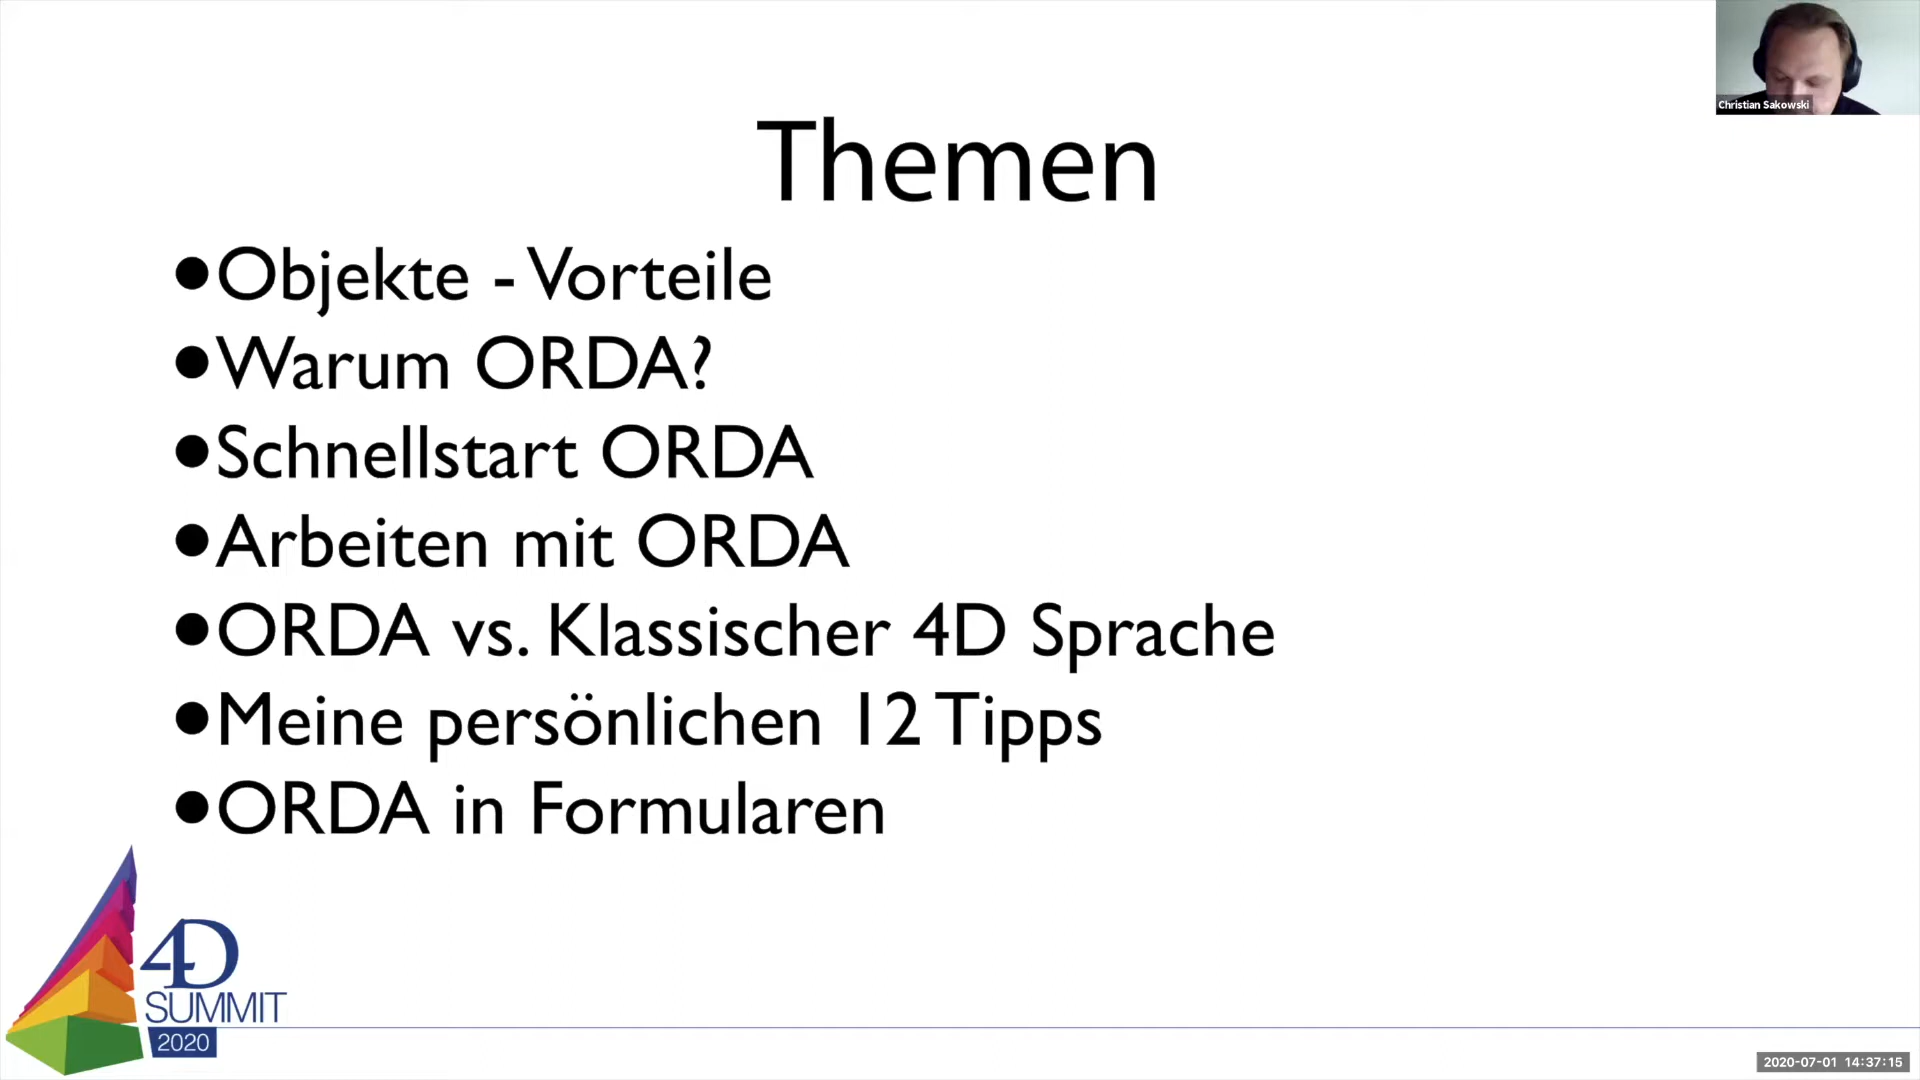 Christian Sakowski
Themen
●Objekte - Vorteile
●Warum ORDA?
●Schnellstart ORDA
●Arbeiten mit ORDA
●ORDA vs. Klassischer 4D Sprache
●Meine persönlichen 12 Tipps
●ORDA in Formularen
4D
SUMMIT
2020
2020-07-01 14:37:15